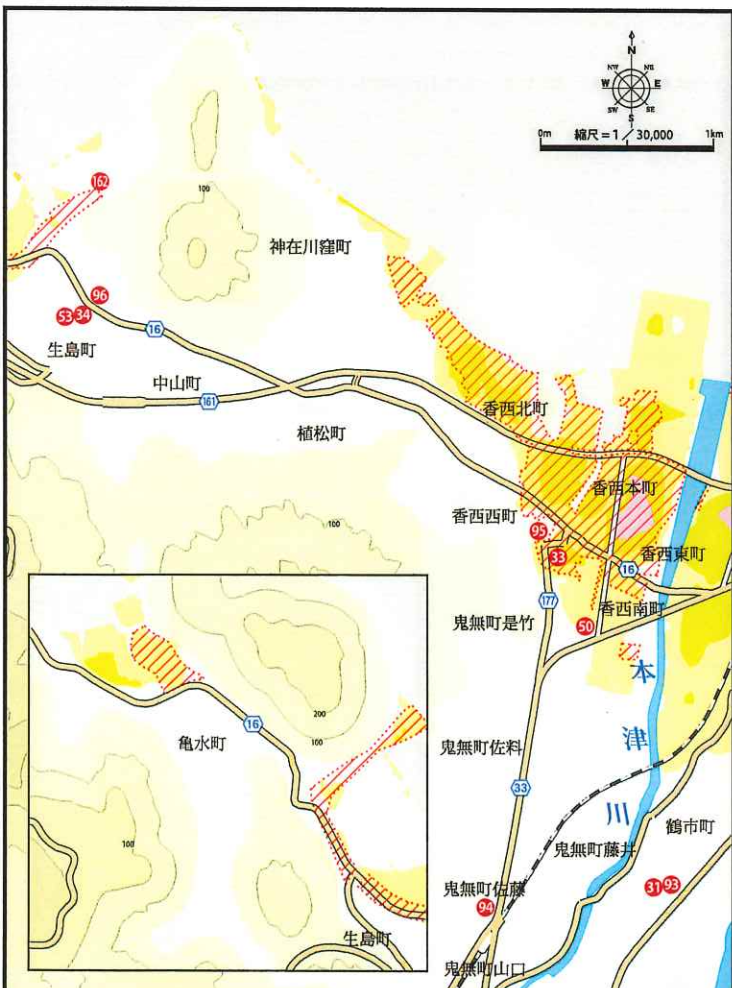 N
NW
NE
W
E
SW
SE
S
0m 縮尺=1/30,000 1km
162
100
神在川窪町
96
53 34
16
生島町
中山町
161
植松町
香西北町
香西本町
香西西町
95
33
香西東町
16
100
177
香西南町
鬼無町是竹
50
本津川
200
100
16
亀水町
鬼無町佐料
33
鶴市町
100
鬼無町藤井
31 93
鬼無町佐藤
94
生島町
鬼無町山口